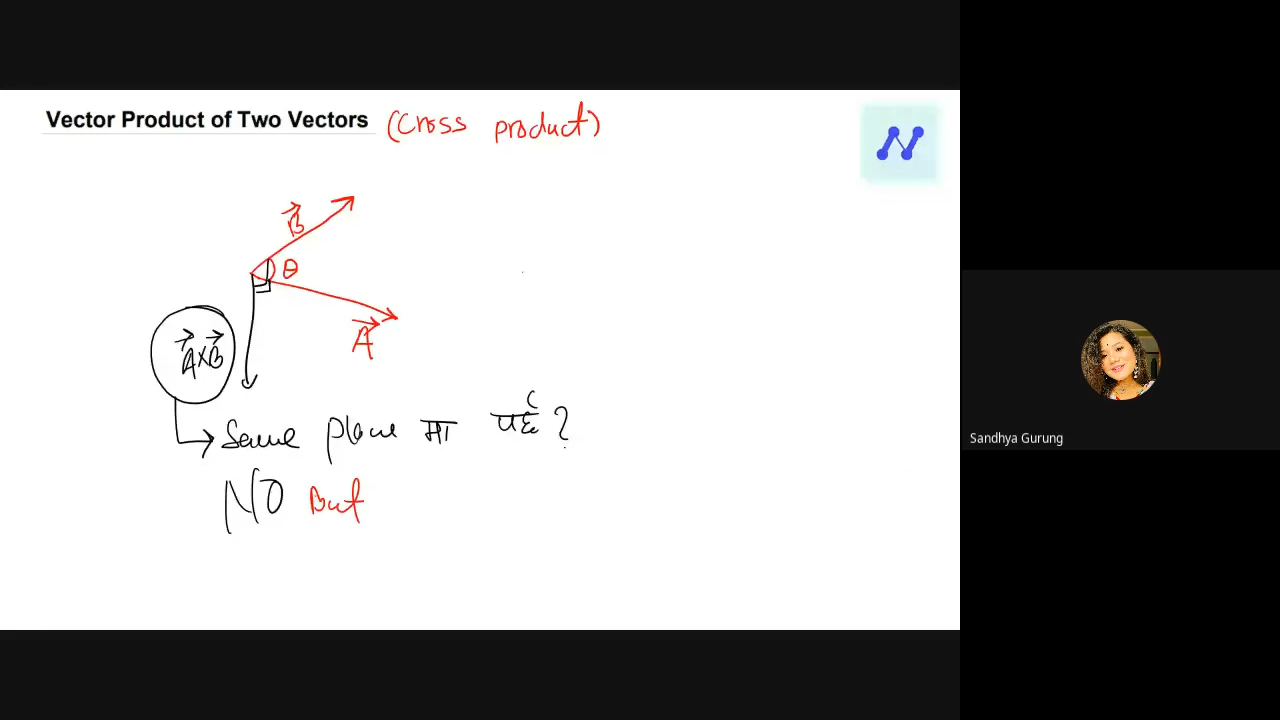 Vector Product of Two Vectors (Cross product)
B
θ
A
A×B
Same plane मा पर्छ ?
NO But
Sandhya Gurung